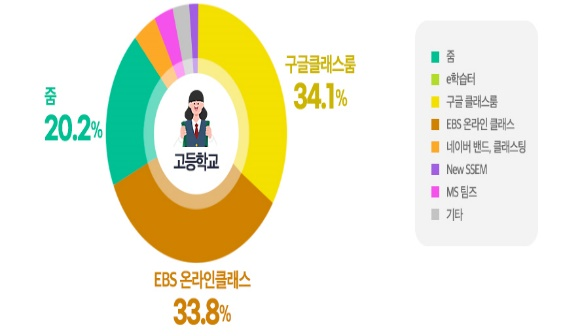 구글클래스룸
34.1%
줌
20.2%
고등학교
EBS 온라인클래스
33.8%
줌
e학습터
구글 클래스룸
EBS 온라인 클래스
네이버 밴드, 클래스팅
New SSEM
MS 팀즈
기타